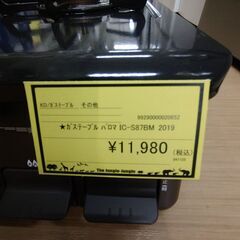 KD/ガステーブル その他
99290000020652
★ガステーブル パロマ IC-S87BM 2019
¥11,980 (税込)
The Jungle Jungle